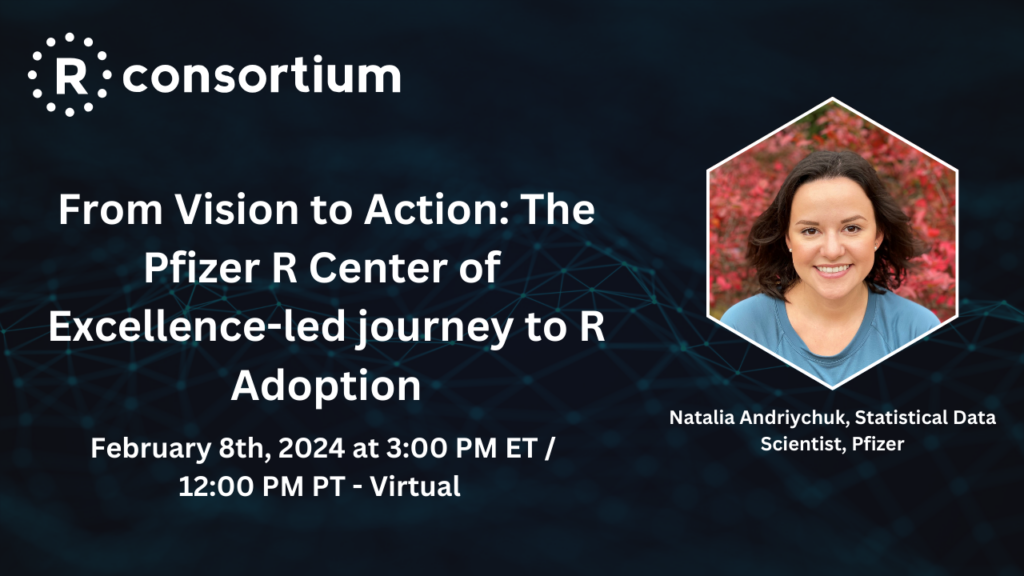 R consortium
From Vision to Action: The
Pfizer R Center of
Excellence-led journey to R
Adoption
February 8th, 2024 at 3:00 PM ET /
12:00 PM PT - Virtual
Natalia Andriychuk, Statistical Data
Scientist, Pfizer